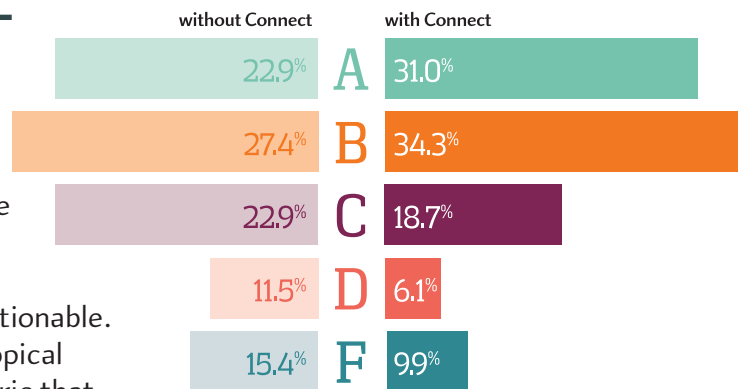 without Connect with Connect
22.9% A 31.0%
27.4% B 34.3%
e
22.9% C 18.7%
11.5% D 6.1%
tionable.
opical
15.4% F 9.9%